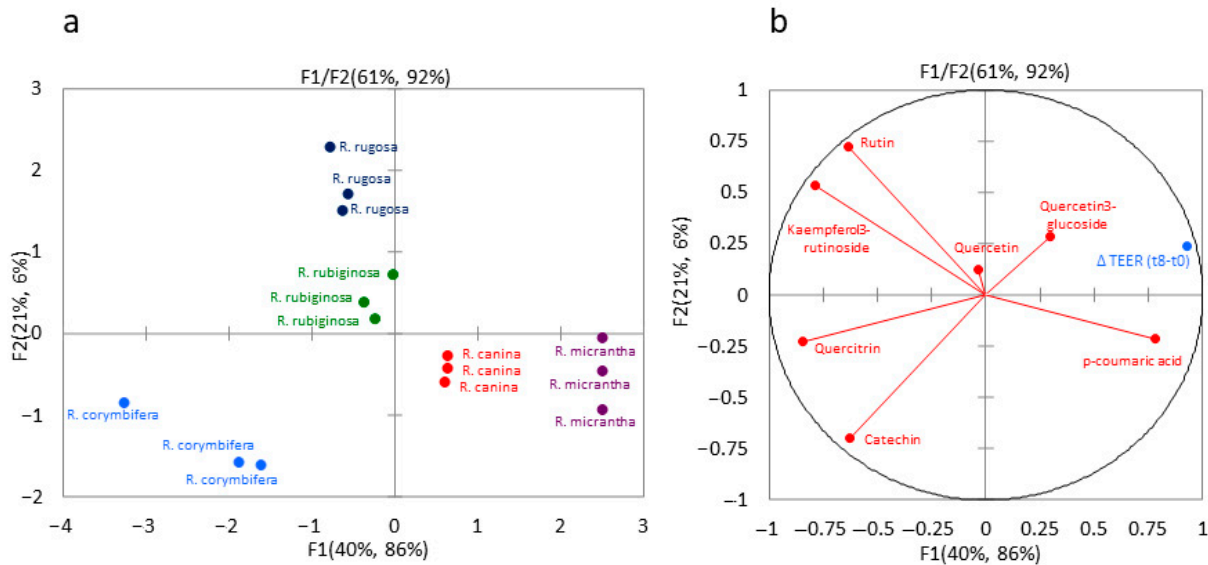 a
F1/F2(61%, 92%)
3
2
1
0
−1
−2
F2(21%, 6%)
R. rugosa
R. rugosa
R. rugosa
R. rubiginosa
R. rubiginosa
R. rubiginosa
R. canina
R. canina
R. canina
R. micrantha
R. micrantha
R. micrantha
R. corymbifera
R. corymbifera
R. corymbifera
−4
−3
−2
−1
0
1
2
3
F1(40%, 86%)
b
F1/F2(61%, 92%)
1
0.75
0.5
0.25
0
−0.25
−0.5
−0.75
−1
F2(21%, 6%)
Rutin
Kaempferol3-
rutinoside
Quercetin
Quercetin3-
glucoside
Δ TEER (t8-t0)
Quercitrin
p-coumaric acid
Catechin
−1
−0.75
−0.5
−0.25
0
0.25
0.5
0.75
1
F1(40%, 86%)